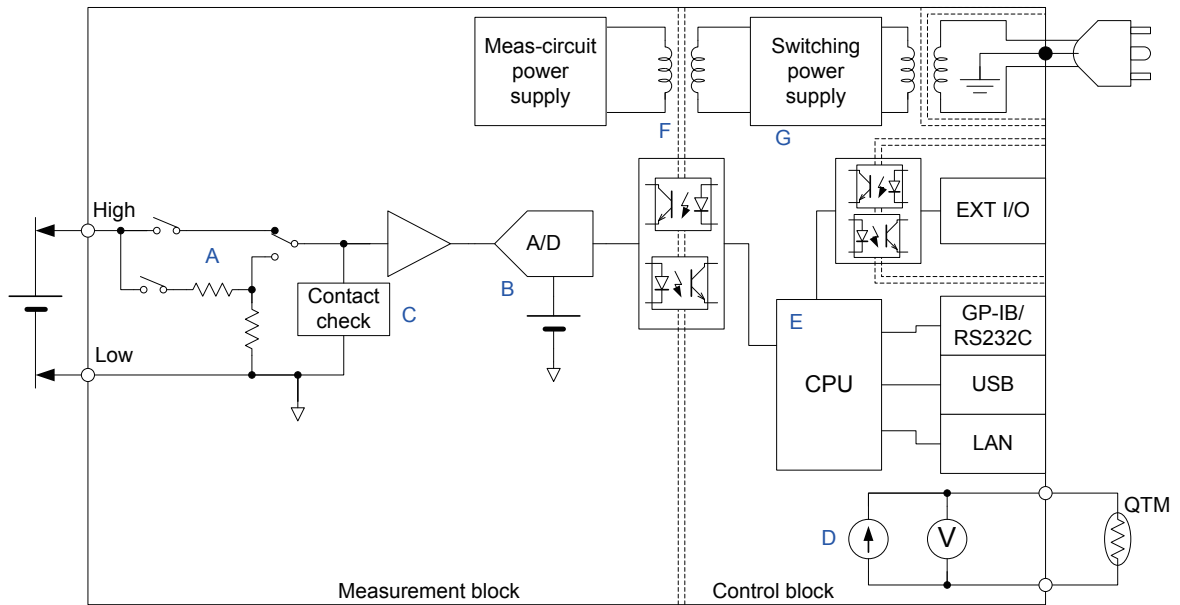 Meas-circuit
power
supply
Switching
power
supply
F
G
High
A
A/D
B
EXT I/O
Contact
check
C
E
CPU
GP-IB/
RS232C
Low
USB
LAN
QTM
D
V
Measurement block
Control block